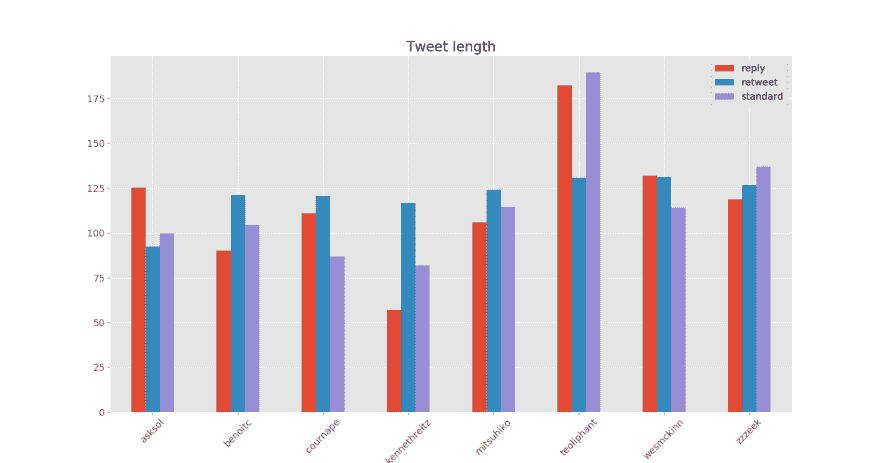 Tweet length
reply
retweet
standard
175
150
125
100
75
50
25
0
asksol
benoitc
cournape
kennethreitz
mitsuhiko
teoliphant
wesmckinn
zzzeek